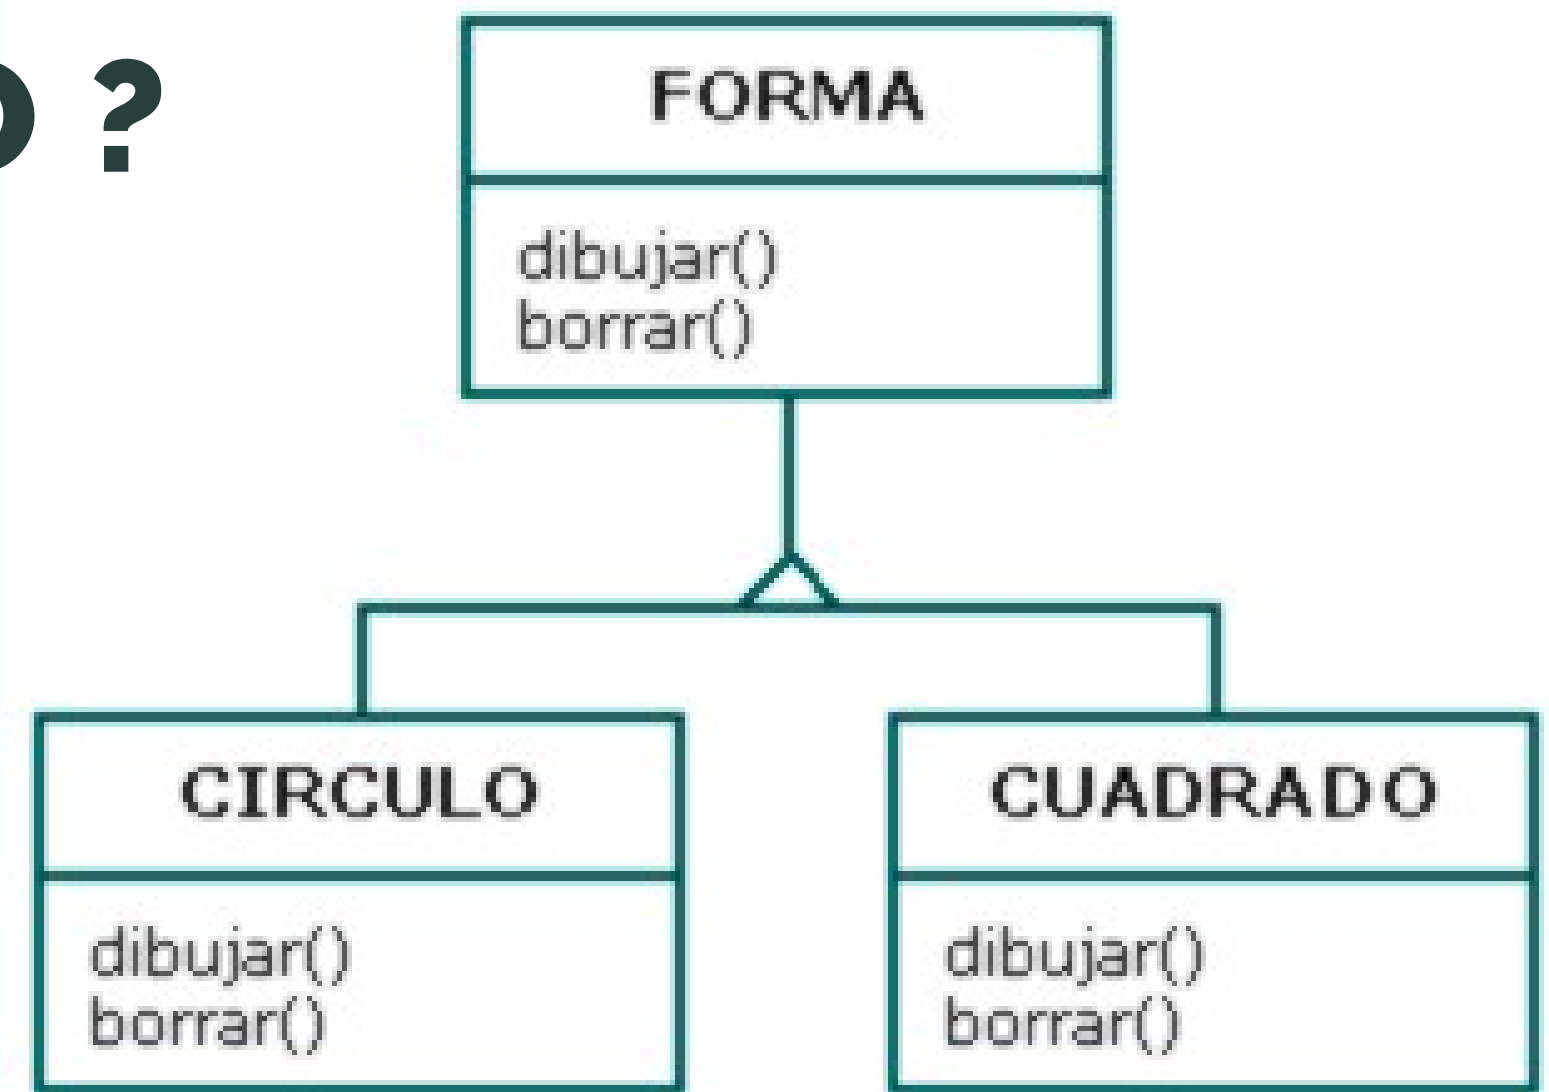 O ?
FORMA
dibujar()
borrar()
CIRCULO
dibujar()
borrar()
CUADRADO
dibujar()
borrar()